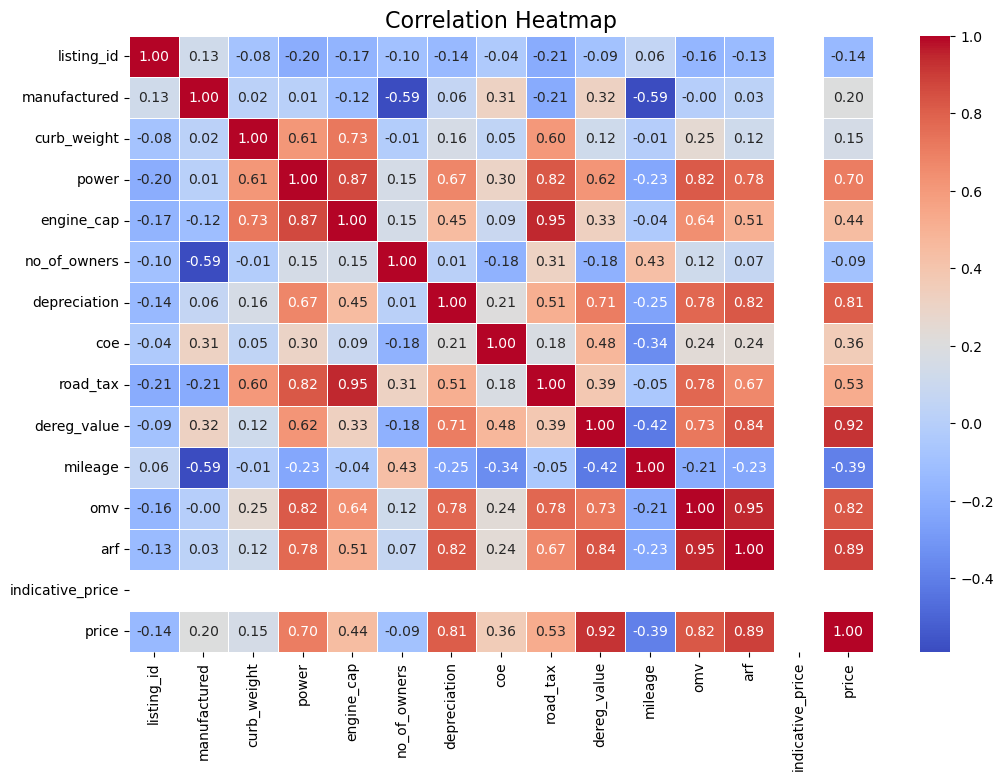 Correlation Heatmap
listing_id 1.00 0.13 -0.08 -0.20 -0.17 -0.10 -0.14 -0.04 -0.21 -0.09 0.06 -0.16 -0.13 -0.14
manufactured 0.13 1.00 0.02 0.01 -0.12 -0.59 0.06 0.31 -0.21 0.32 -0.59 -0.00 0.03 0.20
curb_weight -0.08 0.02 1.00 0.61 0.73 -0.01 0.16 0.05 0.60 0.12 -0.01 0.25 0.12 0.15
power -0.20 0.01 0.61 1.00 0.87 0.15 0.67 0.30 0.82 0.62 -0.23 0.82 0.78 0.70
engine_cap -0.17 -0.12 0.73 0.87 1.00 0.15 0.45 0.09 0.95 0.33 -0.04 0.64 0.51 0.44
no_of_owners -0.10 -0.59 -0.01 0.15 0.15 1.00 0.01 -0.18 0.31 -0.18 0.43 0.12 0.07 -0.09
depreciation -0.14 0.06 0.16 0.67 0.45 0.01 1.00 0.21 0.51 0.71 -0.25 0.78 0.82 0.81
coe -0.04 0.31 0.05 0.30 0.09 -0.18 0.21 1.00 0.18 0.48 -0.34 0.24 0.24 0.36
road_tax -0.21 -0.21 0.60 0.82 0.95 0.31 0.51 0.18 1.00 0.39 -0.05 0.78 0.67 0.53
dereg_value -0.09 0.32 0.12 0.62 0.33 -0.18 0.71 0.48 0.39 1.00 -0.42 0.73 0.84 0.92
mileage 0.06 -0.59 -0.01 -0.23 -0.04 0.43 -0.25 -0.34 -0.05 -0.42 1.00 -0.21 -0.23 -0.39
omv -0.16 -0.00 0.25 0.82 0.64 0.12 0.78 0.24 0.78 0.73 -0.21 1.00 0.95 0.82
arf -0.13 0.03 0.12 0.78 0.51 0.07 0.82 0.24 0.67 0.84 -0.23 0.95 1.00 0.89
indicative_price
price -0.14 0.20 0.15 0.70 0.44 -0.09 0.81 0.36 0.53 0.92 -0.39 0.82 0.89 1.00
listing_id manufactured curb_weight power engine_cap no_of_owners depreciation coe road_tax dereg_value mileage omv arf indicative_price price
1.0
0.8
0.6
0.4
0.2
0.0
−0.2
−0.4